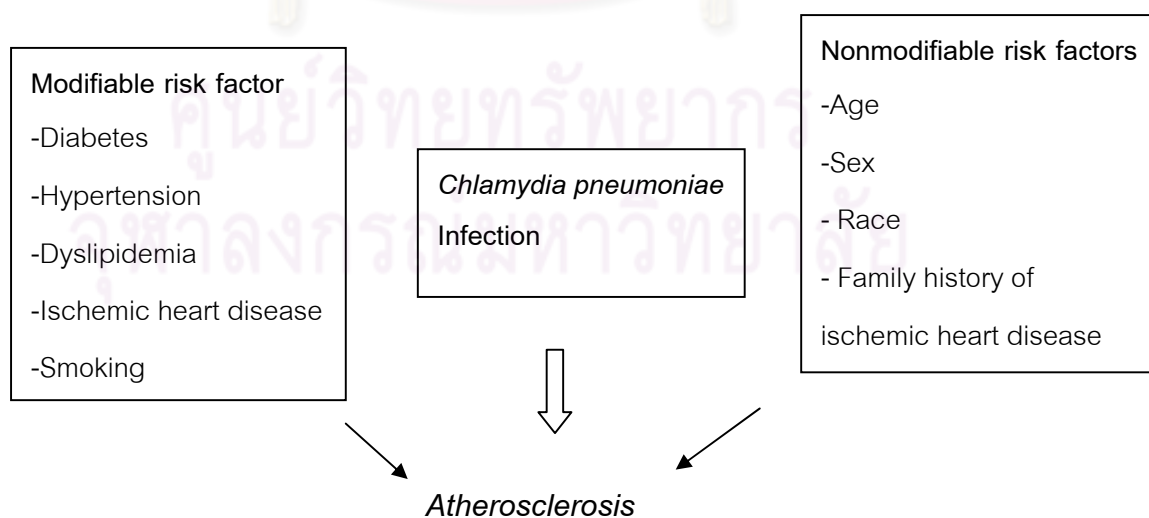 Modifiable risk factor
-Diabetes
-Hypertension
-Dyslipidemia
-Ischemic heart disease
-Smoking
Chlamydia pneumoniae
Infection
Nonmodifiable risk factors
-Age
-Sex
- Race
- Family history of
ischemic heart disease
Atherosclerosis
ศูนย์วิทยทรัพยากร
จุฬาลงกรณ์มหาวิทยาลัย